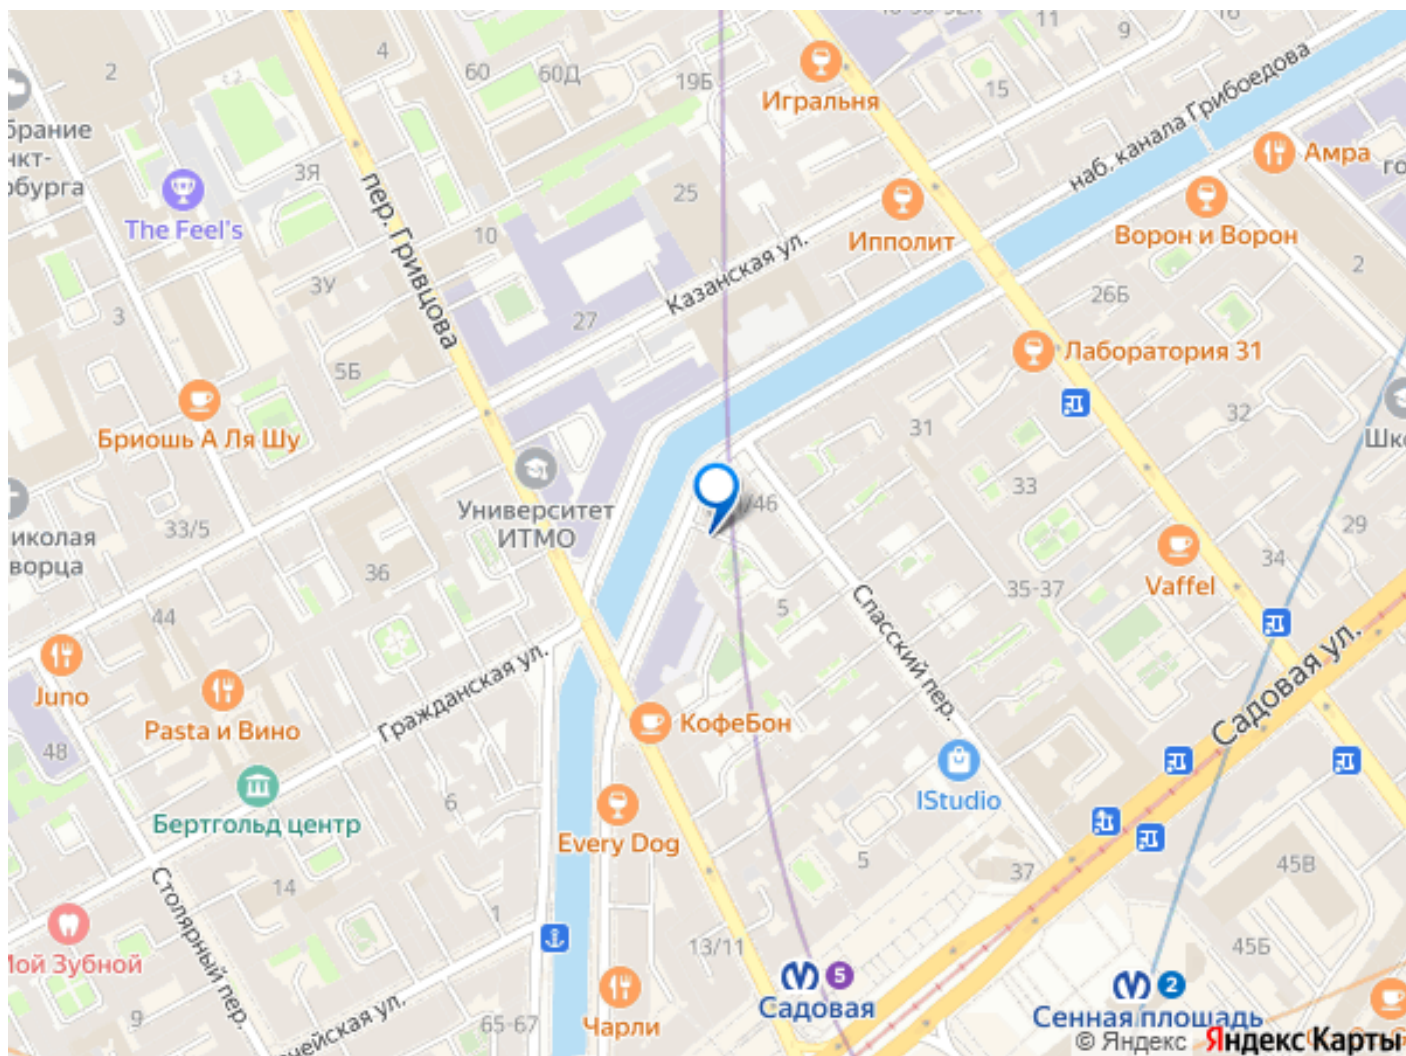 16
11
9
4
2
60
60Д
19Б
15
Игральня
наб. канала Грибоедова
Амра
3Я
The Feel's
пер. Гривцова
25
Ипполит
Ворон и Ворон
10
Казанская ул.
2
3У
3
27
26Б
5Б
Лаборатория 31
Бриошь А Ля Шу
31
32
Университет
ИТМО
33
33/5
29
36
34
35-37
Vaffel
44
5
Спасский пер.
Juno
Гражданская ул.
Садовая ул.
Pasta и Вино
КофеБон
48
IStudio
Бертгольд центр
6
Every Dog
5
37
45В
14
1
Столярный пер.
13/11
45Б
5
Садовая
2
Сенная площадь
9
65-67
Чарли
© Яндекс Яндекс Карты